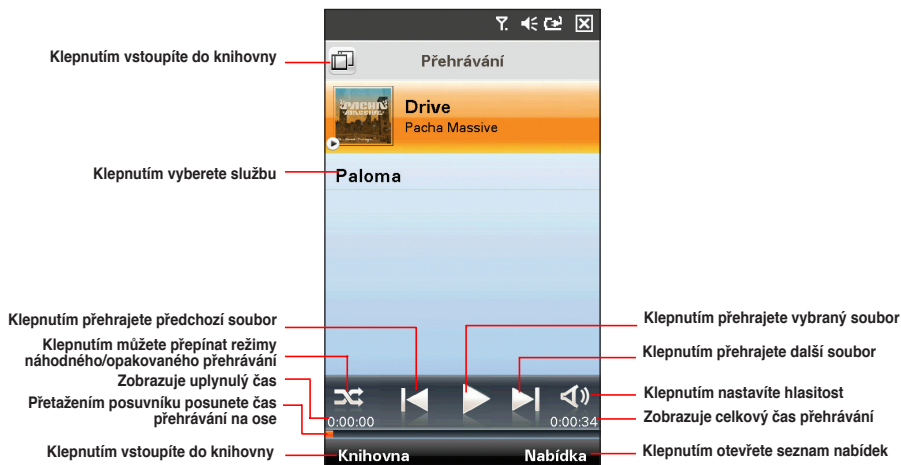 Klepnutím vstoupíte do knihovny
Přehrávání
PACHA
MASSIVE
Drive
Pacha Massive
Klepnutím vyberete službu
Paloma
Klepnutím přehrajete předchozí soubor
Klepnutím můžete přepínat režimy
náhodného/opakovaného přehrávání
Zobrazuje uplynulý čas
Přetažením posuvníku posunete čas
přehrávání na ose
Klepnutím vstoupíte do knihovny
0:00:00
0:00:34
Knihovna
Nabídka
Klepnutím přehrajete vybraný soubor
Klepnutím přehrajete další soubor
Klepnutím nastavíte hlasitost
Zobrazuje celkový čas přehrávání
Klepnutím otevřete seznam nabídek